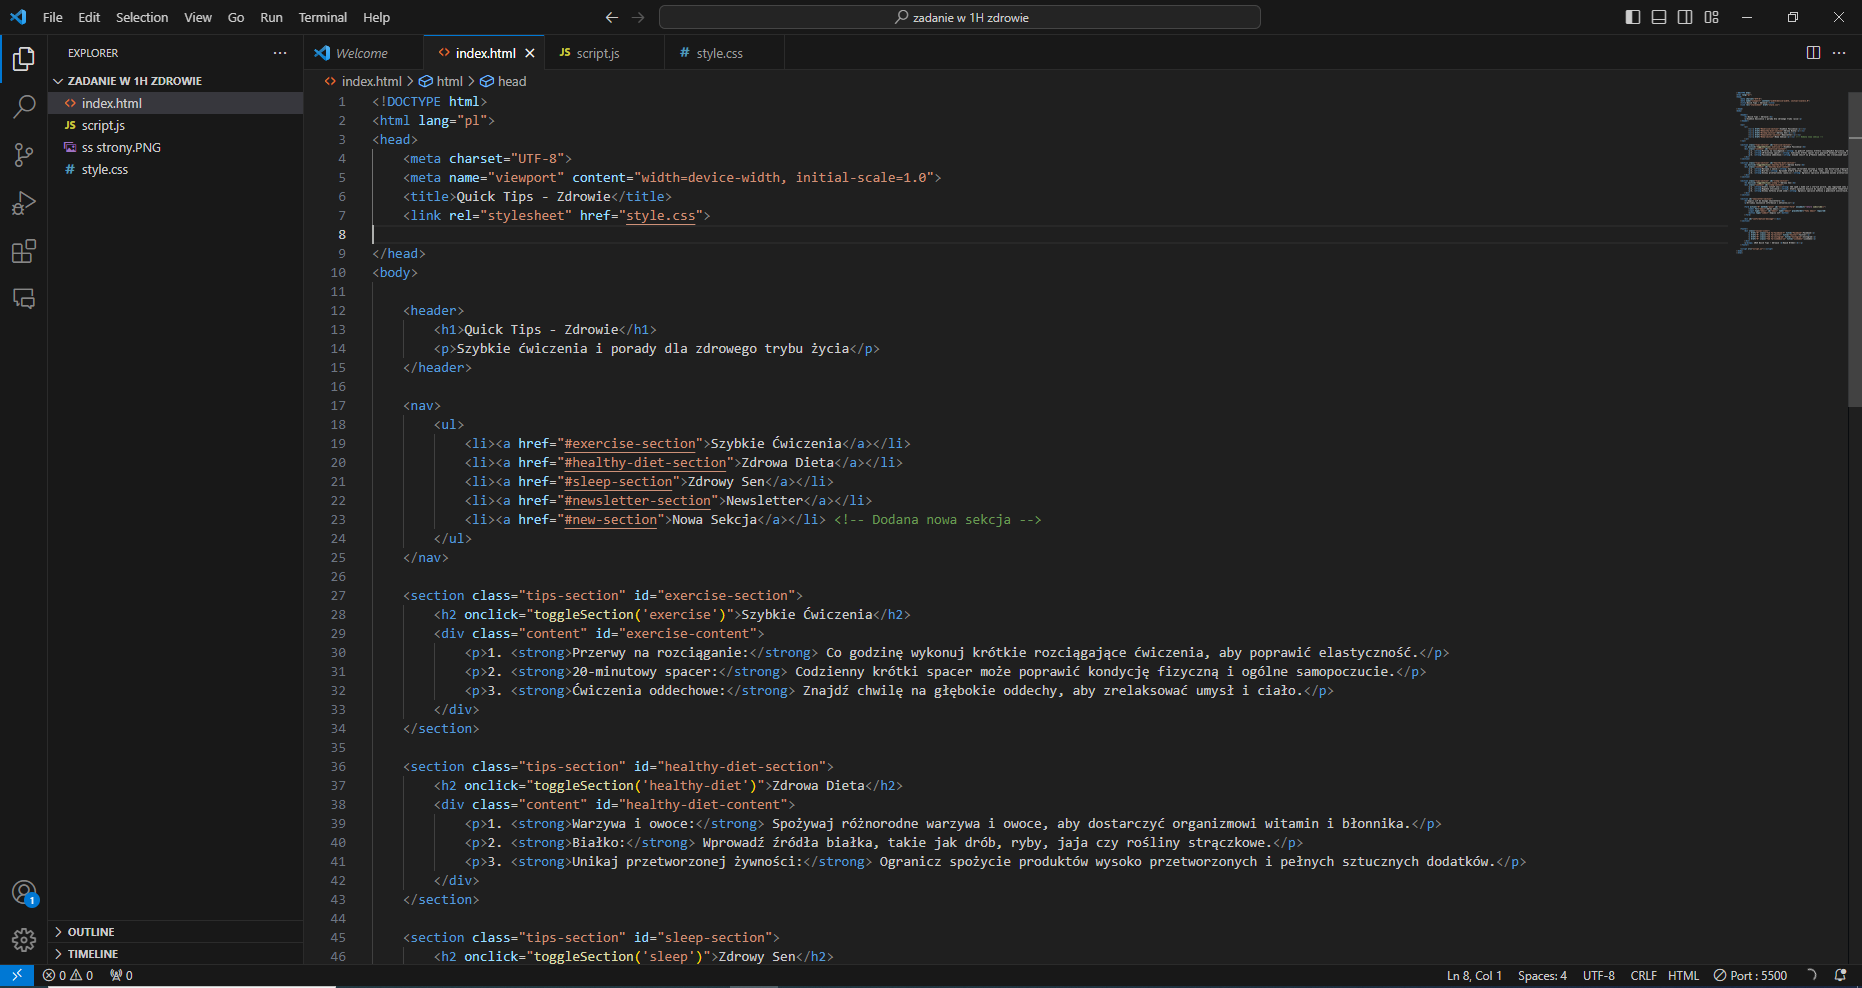 File Edit Selection View Go Run Terminal Help
zadanie w 1H zdrowie
EXPLORER
Welcome
index.html
JS script.js
# style.css
ZADANIE W 1H ZDROWIE
index.html
JS script.js
ss strony.PNG
# style.css
<> index.html > html > head
1 <!DOCTYPE html>
2 <html lang="pl">
3 <head>
4 <meta charset="UTF-8">
5 <meta name="viewport" content="width=device-width, initial-scale=1.0">
6 <title>Quick Tips - Zdrowie</title>
7 <link rel="stylesheet" href="style.css">
8
9 </head>
10 <body>
11
12 <header>
13 <h1>Quick Tips - Zdrowie</h1>
14 <p>Szybkie ćwiczenia i porady dla zdrowego trybu życia</p>
15 </header>
16
17 <nav>
18 <ul>
19 <li><a href="#exercise-section">Szybkie Ćwiczenia</a></li>
20 <li><a href="#healthy-diet-section">Zdrowa Dieta</a></li>
21 <li><a href="#sleep-section">Zdrowy Sen</a></li>
22 <li><a href="#newsletter-section">Newsletter</a></li>
23 <li><a href="#new-section">Nowa Sekcja</a></li> <!-- Dodana nowa sekcja -->
24 </ul>
25 </nav>
26
27 <section class="tips-section" id="exercise-section">
28 <h2 onclick="toggleSection('exercise')">Szybkie Ćwiczenia</h2>
29 <div class="content" id="exercise-content">
30 <p>1. <strong>Przerwy na rozciąganie:</strong> Co godzinę wykonuj krótkie rozciągające ćwiczenia, aby poprawić elastyczność.</p>
31 <p>2. <strong>20-minutowy spacer:</strong> Codzienny krótki spacer może poprawić kondycję fizyczną i ogólne samopoczucie.</p>
32 <p>3. <strong>Ćwiczenia oddechowe:</strong> Znajdź chwilę na głębokie oddechy, aby zrelaksować umysł i ciało.</p>
33 </div>
34 </section>
35
36 <section class="tips-section" id="healthy-diet-section">
37 <h2 onclick="toggleSection('healthy-diet')">Zdrowa Dieta</h2>
38 <div class="content" id="healthy-diet-content">
39 <p>1. <strong>Warzywa i owoce:</strong> Spożywaj różnorodne warzywa i owoce, aby dostarczyć organizmowi witamin i błonnika.</p>
40 <p>2. <strong>Białko:</strong> Wprowadź źródła białka, takie jak drób, ryby, jaja czy rośliny strączkowe.</p>
41 <p>3. <strong>Unikaj przetworzonej żywności:</strong> Ogranicz spożycie produktów wysoko przetworzonych i pełnych sztucznych dodatków.</p>
42 </div>
43 </section>
44
45 <section class="tips-section" id="sleep-section">
46 <h2 onclick="toggleSection('sleep')">Zdrowy Sen</h2>
1
OUTLINE
TIMELINE
0 0 0 Ln 8, Col 1 Spaces: 4 UTF-8 CRLF HTML Port : 5500